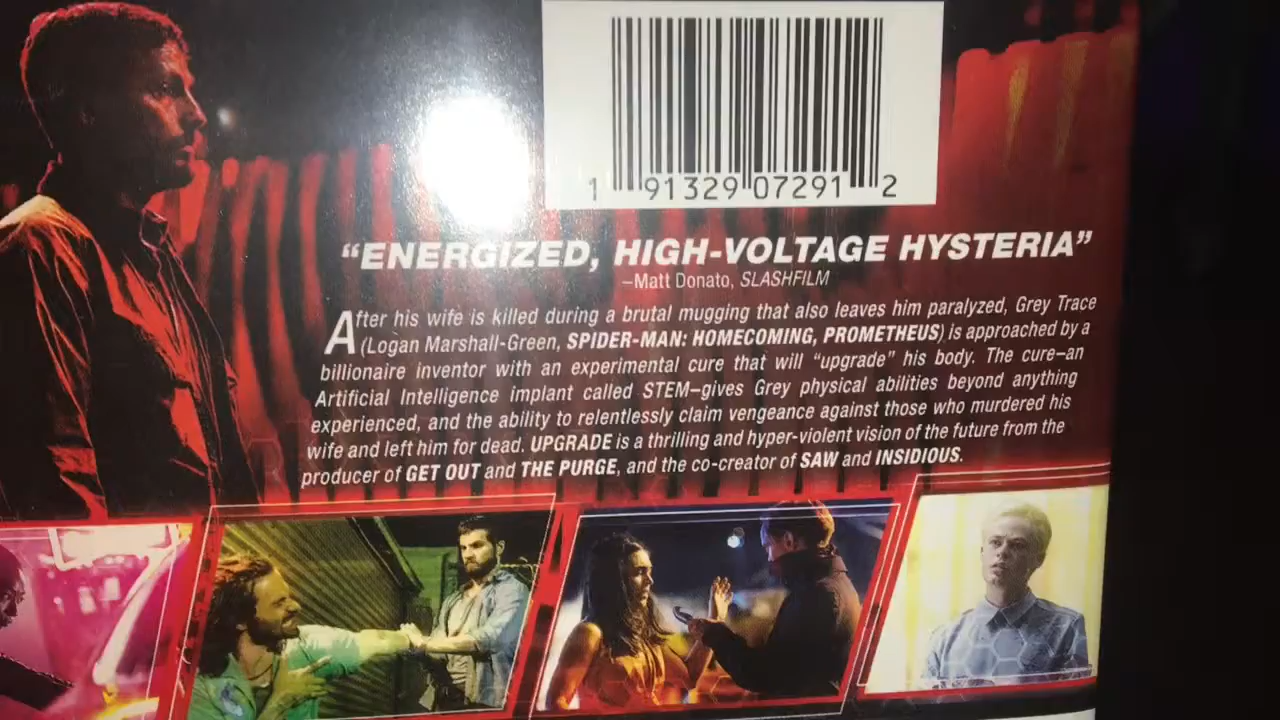 1 91329 07291 2
“ENERGIZED, HIGH-VOLTAGE HYSTERIA”
–Matt Donato, SLASHFILM
After his wife is killed during a brutal mugging that also leaves him paralyzed, Grey Trace
(Logan Marshall-Green, SPIDER-MAN: HOMECOMING, PROMETHEUS) is approached by a
billionaire inventor with an experimental cure that will “upgrade” his body. The cure–an
Artificial Intelligence implant called STEM–gives Grey physical abilities beyond anything
experienced, and the ability to relentlessly claim vengeance against those who murdered his
wife and left him for dead. UPGRADE is a thrilling and hyper-violent vision of the future from the
producer of GET OUT and THE PURGE, and the co-creator of SAW and INSIDIOUS.